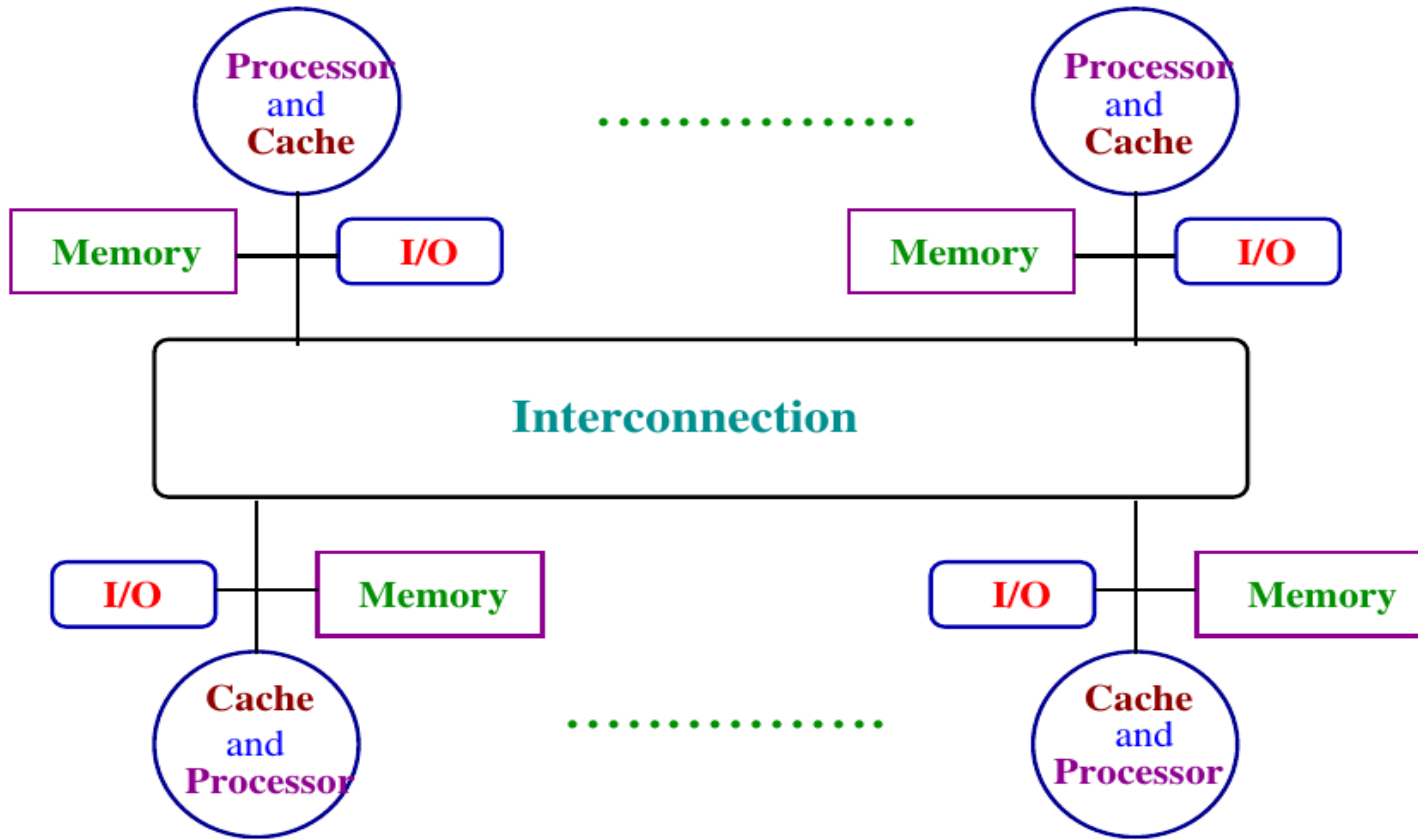 Processor
and
Cache
Processor
and
Cache
Memory
I/O
Memory
I/O
Interconnection
I/O
Memory
I/O
Memory
Cache
and
Processor
Cache
and
Processor